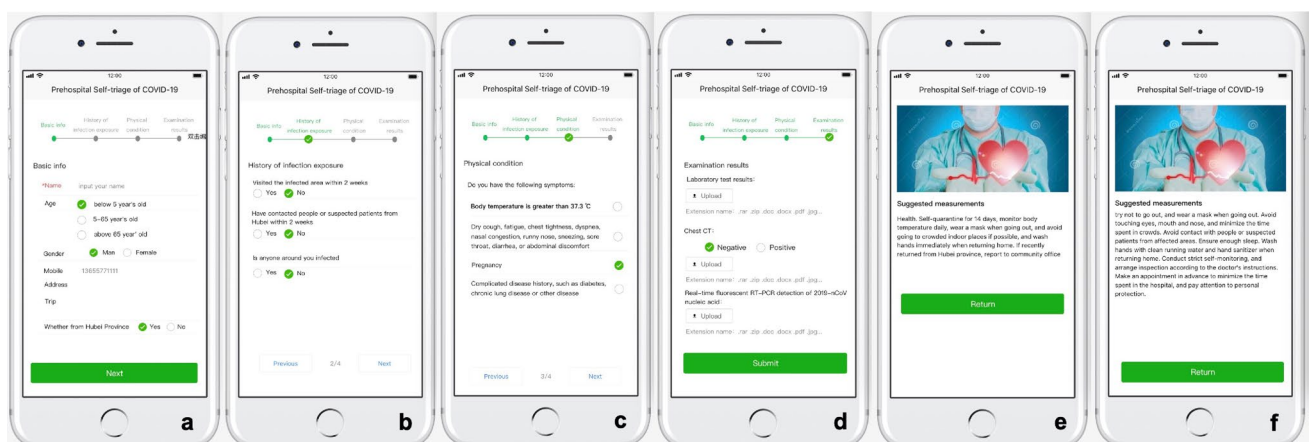 12:00
Prehospital Self-triage of COVID-19
Basic info
History of infection exposure
Physical condition
Examination results
双击编
Basic info
*Name input your name
Age below 5 year's old
5-65 year's old
above 65 year' old
Gender Man Female
Mobile 13655771111
Address
Trip
Whether from Hubei Province Yes No
Next
a
12:00
Prehospital Self-triage of COVID-19
Basic info
History of infection exposure
Physical condition
Examination results
History of infection exposure
Visited the infected area within 2 weeks
Yes No
Have contacted people or suspected patients from
Hubei within 2 weeks
Yes No
Is anyone around you infected
Yes No
Previous 2/4 Next
b
12:00
Prehospital Self-triage of COVID-19
Basic info
History of infection exposure
Physical condition
Examination results
Physical condition
Do you have the following symptoms:
Body temperature is greater than 37.3 ℃
Dry cough, fatigue, chest tightness, dyspnea,
nasal congestion, runny nose, sneezing, sore
throat, diarrhea, or abdominal discomfort
Pregnancy
Complicated disease history, such as diabetes,
chronic lung disease or other disease
Previous 3/4 Next
c
12:00
Prehospital Self-triage of COVID-19
Basic info
History of infection exposure
Physical condition
Examination results
Examination results
Laboratory test results:
Upload
Extension name: .rar .zip .doc .docx .pdf .jpg...
Chest CT:
Negative Positive
Upload
Extension name: .rar .zip .doc .docx .pdf .jpg...
Real-time fluorescent RT-PCR detection of 2019-nCoV
nucleic acid:
Upload
Extension name: .rar .zip .doc .docx .pdf .jpg...
Submit
d
12:00
Prehospital Self-triage of COVID-19
Suggested measurements
Health, Self-quarantine for 14 days, monitor body
temperature daily, wear a mask when going out, and avoid
going to crowded indoor places if possible, and wash
hands immediately when returning home. If recently
returned from Hubei province, report to community office
Return
e
12:00
Prehospital Self-triage of COVID-19
Suggested measurements
try not to go out, and wear a mask when going out. Avoid
touching eyes, mouth and nose, and minimize the time
spent in crowds. Avoid contact with people or suspected
patients from affected areas. Ensure enough sleep. Wash
hands with clean running water and hand sanitizer when
returning home. Conduct strict self-monitoring, and
arrange inspection according to the doctor's instructions.
Make an appointment in advance to minimize the time
spent in the hospital, and pay attention to personal
protection.
Return
f